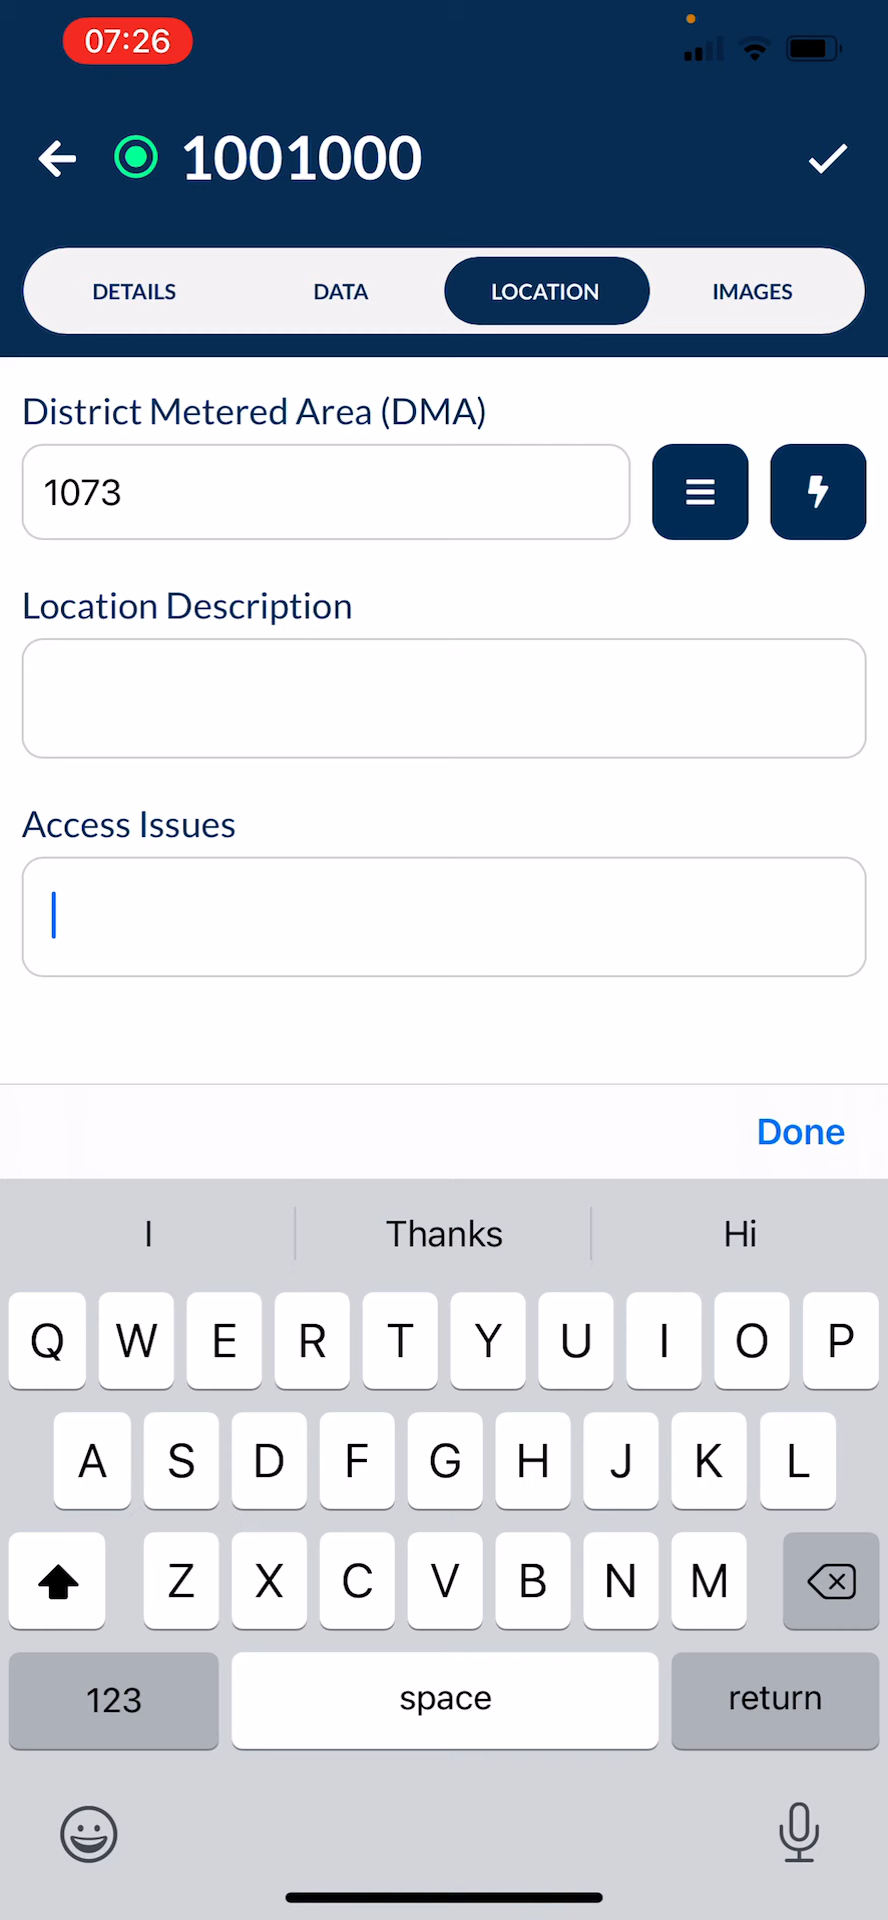 07:26
1001000
DETAILS DATA LOCATION IMAGES
District Metered Area (DMA)
1073
Location Description
Access Issues
Done
I Thanks Hi
Q W E R T Y U I O P
A S D F G H J K L
Z X C V B N M
123 space return